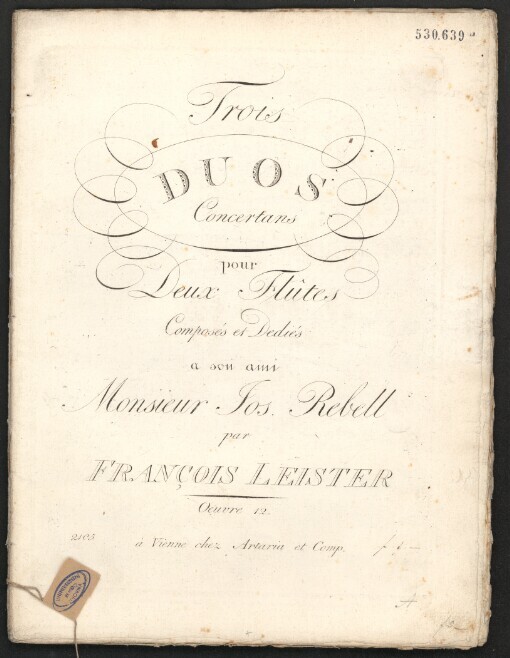 530.639
Trois
DUOS
Concertans
pour
Deux Flûtes
Composés et Dediés
a son ami
Monsieur Jos. Rebell
par
FRANÇOIS LEISTER
Oeuvre 12.
2105 à Vienne chez Artaria et Comp.